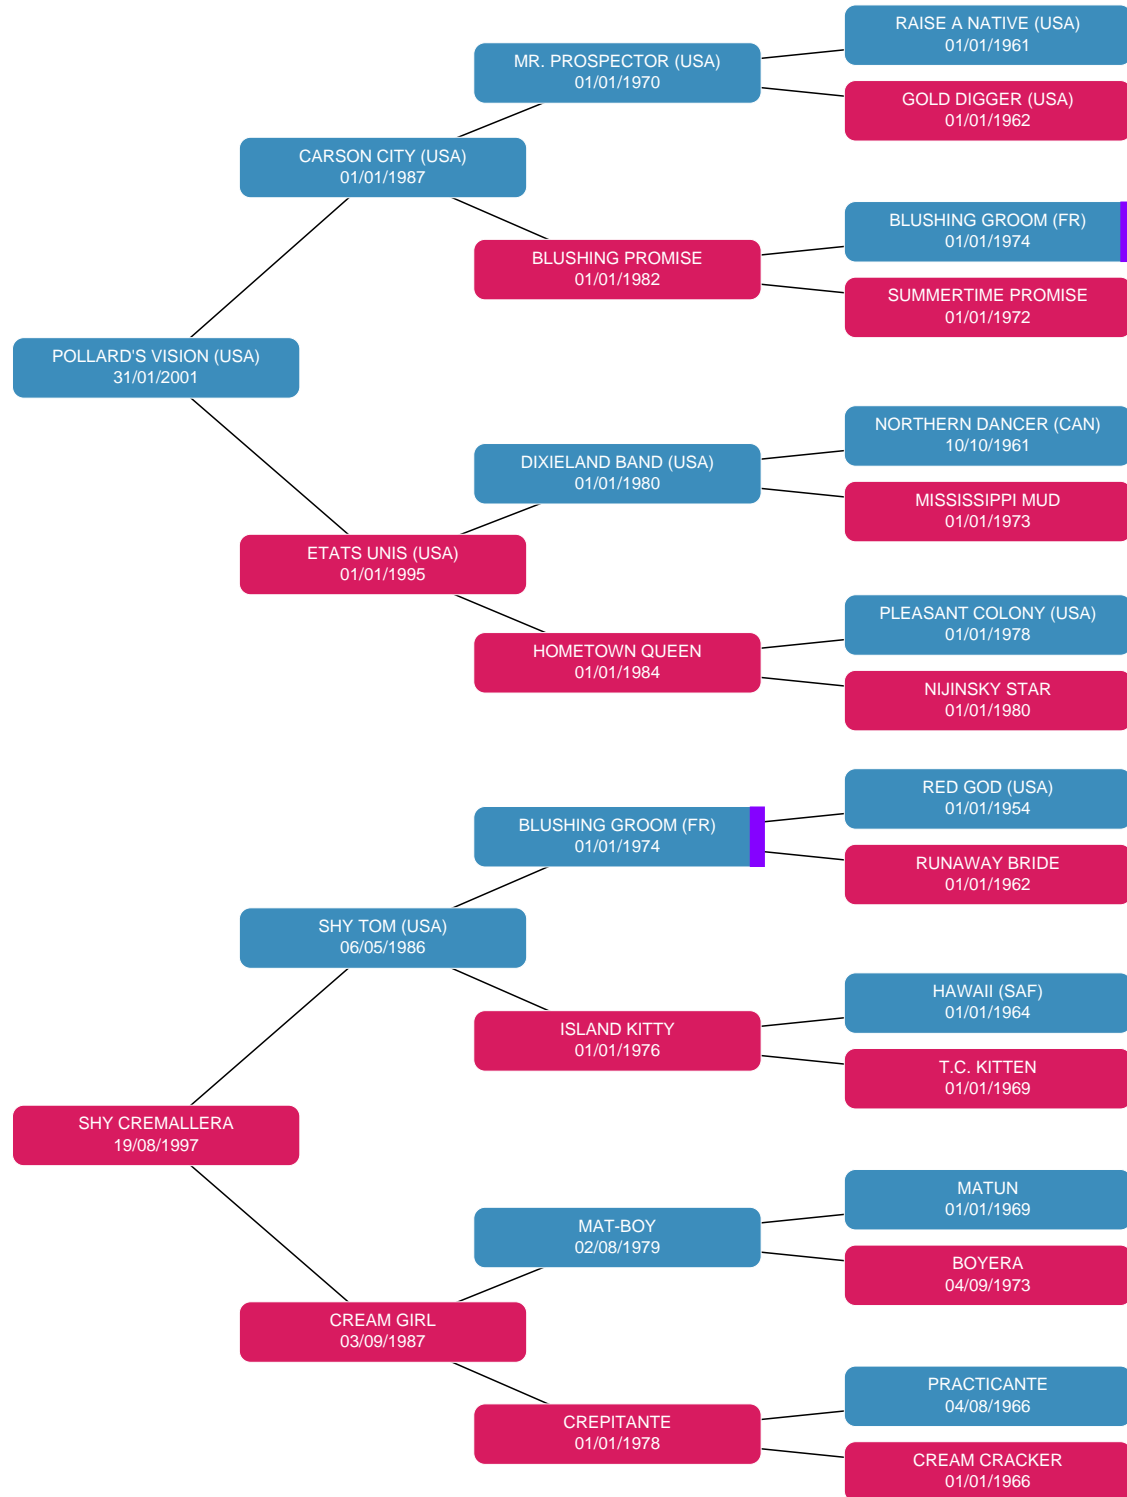 RAISE A NATIVE (USA)
01/01/1961
MR. PROSPECTOR (USA)
01/01/1970
GOLD DIGGER (USA)
01/01/1962
CARSON CITY (USA)
01/01/1987
BLUSHING GROOM (FR)
01/01/1974
BLUSHING PROMISE
01/01/1982
SUMMERTIME PROMISE
01/01/1972
POLLARD'S VISION (USA)
31/01/2001
NORTHERN DANCER (CAN)
10/10/1961
DIXIELAND BAND (USA)
01/01/1980
MISSISSIPPI MUD
01/01/1973
ETATS UNIS (USA)
01/01/1995
PLEASANT COLONY (USA)
01/01/1978
HOMETOWN QUEEN
01/01/1984
NIJINSKY STAR
01/01/1980
RED GOD (USA)
01/01/1954
BLUSHING GROOM (FR)
01/01/1974
RUNAWAY BRIDE
01/01/1962
SHY TOM (USA)
06/05/1986
HAWAII (SAF)
01/01/1964
ISLAND KITTY
01/01/1976
T.C. KITTEN
01/01/1969
SHY CREMALLERA
19/08/1997
MATUN
01/01/1969
MAT-BOY
02/08/1979
BOYERA
04/09/1973
CREAM GIRL
03/09/1987
PRACTICANTE
04/08/1966
CREPITANTE
01/01/1978
CREAM CRACKER
01/01/1966